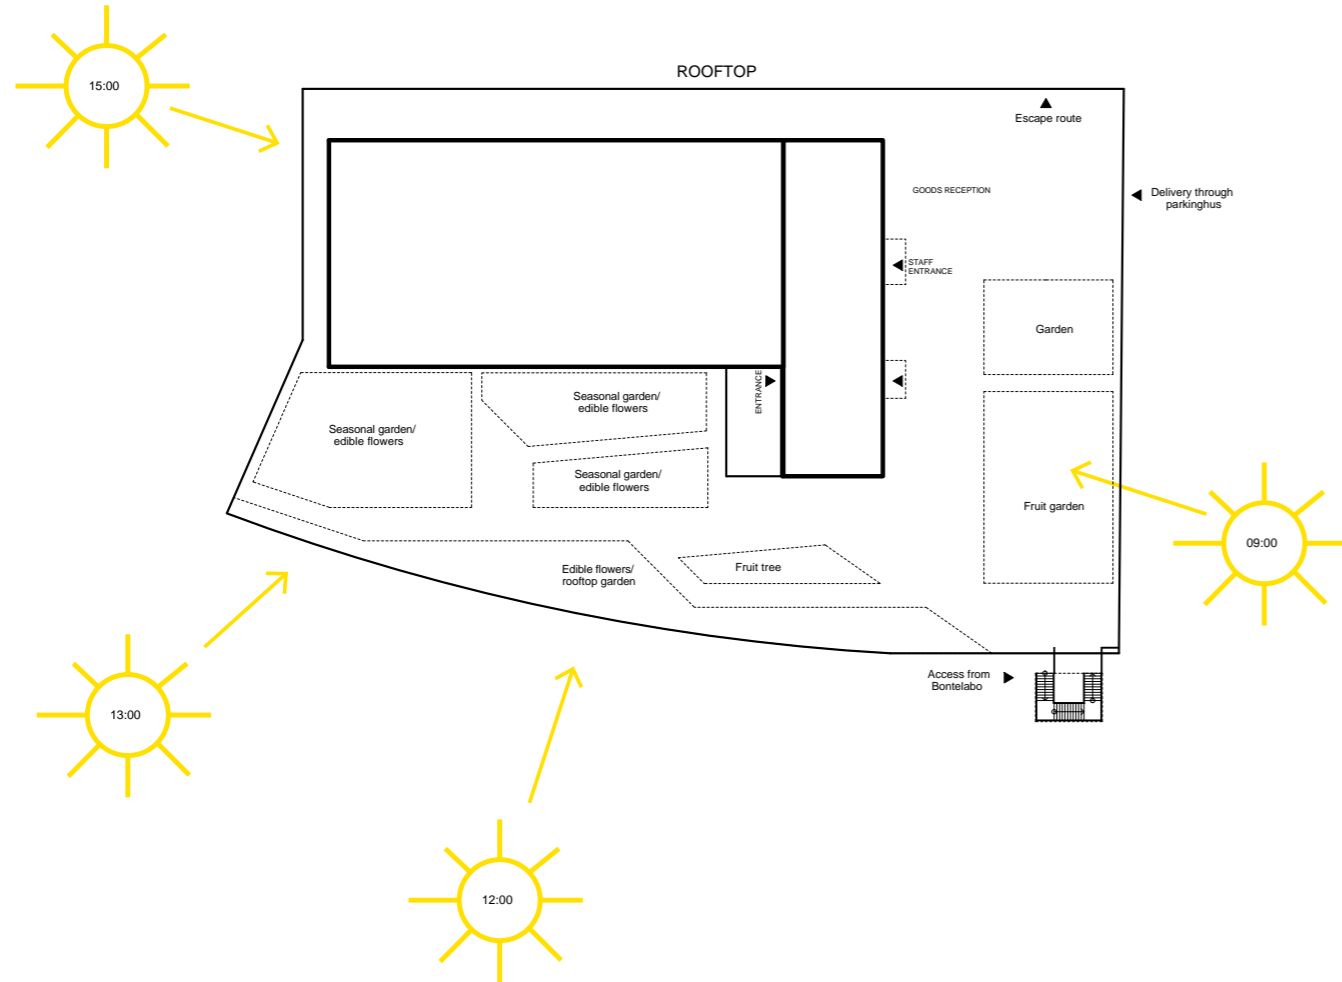 ROOFTOP
15:00
Escape route
GOODS RECEPTION
Delivery through
parkinghus
STAFF
ENTRANCE
Garden
ENTRANCE
Seasonal garden/
edible flowers
Seasonal garden/
edible flowers
Seasonal garden/
edible flowers
Fruit garden
09:00
Edible flowers/
rooftop garden
Fruit tree
Access from
Bontelabo
13:00
12:00